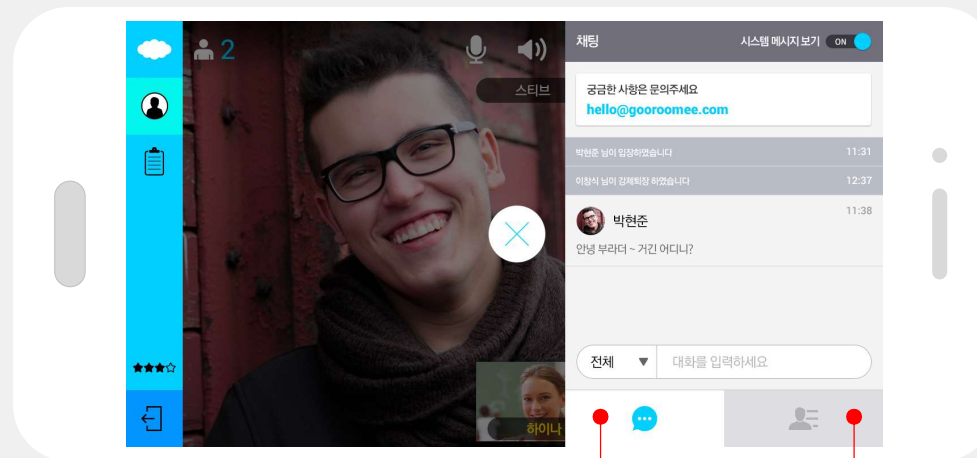 2
스티브
하이나
채팅
시스템 메시지 보기 ON
궁금한 사항은 문의주세요
hello@gooroomee.com
박현준 님이 입장하였습니다 11:31
이창식 님이 강제퇴장 하였습니다 12:37
박현준 11:38
안녕 부라더 ~ 거긴 어디니?
전체 ▼ 대화를 입력하세요